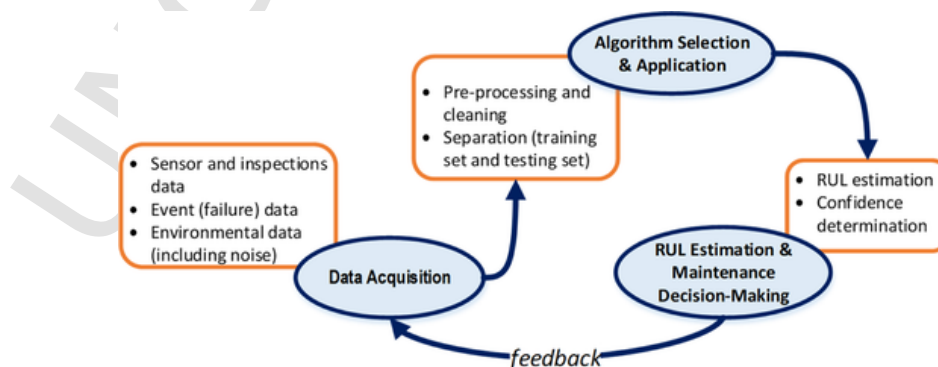 Algorithm Selection
& Application
• Pre-processing and
cleaning
• Separation (training
set and testing set)
• Sensor and inspections
data
• Event (failure) data
• Environmental data
(including noise)
Data Acquisition
• RUL estimation
• Confidence
determination
RUL Estimation &
Maintenance
Decision-Making
feedback